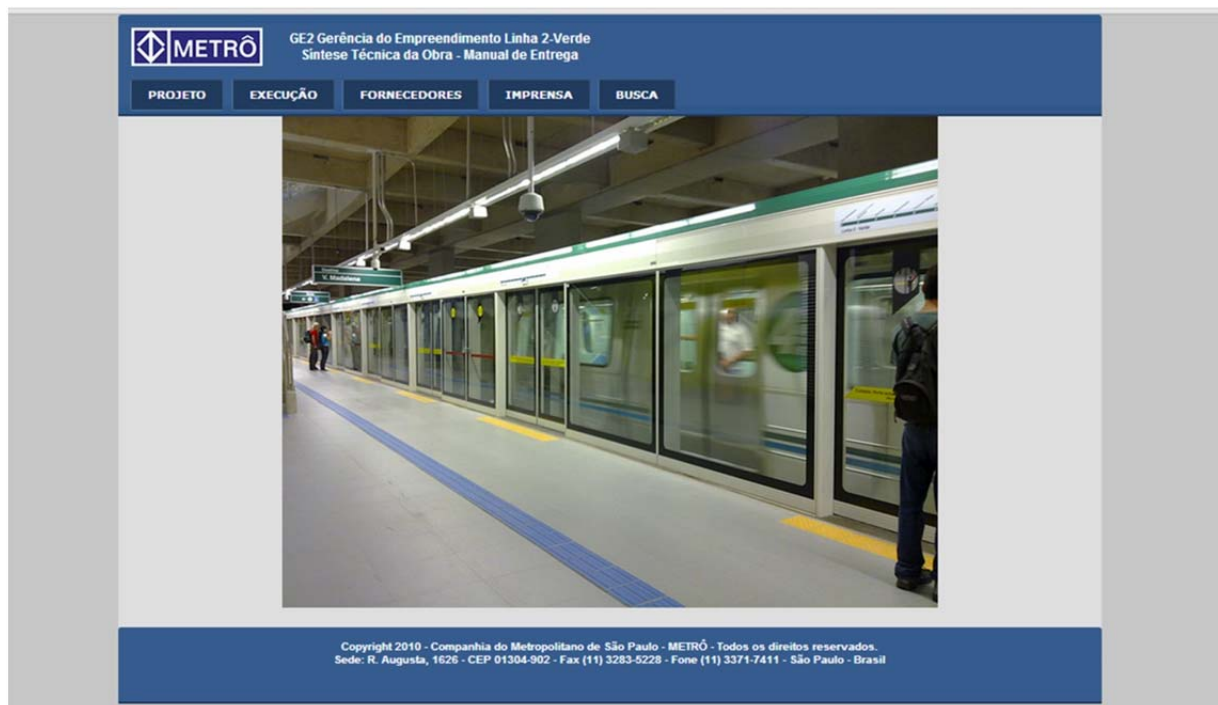 METRÔ
GE2 Gerência do Empreendimento Linha 2-Verde
Síntese Técnica da Obra - Manual de Entrega
PROJETO EXECUÇÃO FORNECEDORES IMPRENSA BUSCA
V. Madalena
Copyright 2010 - Companhia do Metropolitano de São Paulo - METRÔ - Todos os direitos reservados.
Sede: R. Augusta, 1626 - CEP 01304-902 - Fax (11) 3283-5228 - Fone (11) 3371-7411 - São Paulo - Brasil